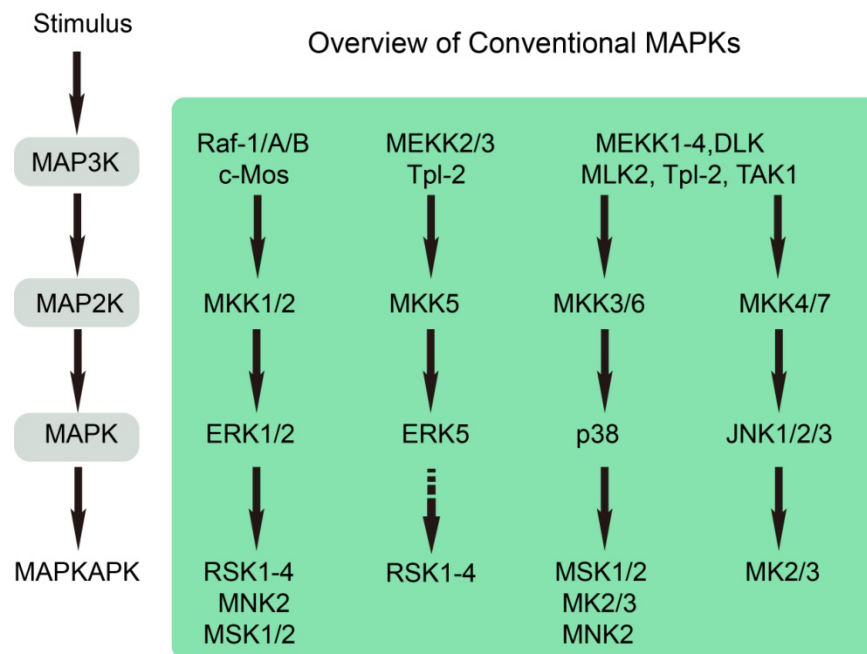 Stimulus
Overview of Conventional MAPKs
MAP3K
Raf-1/A/B
c-Mos
MEKK2/3
Tpl-2
MEKK1-4,DLK
MLK2, Tpl-2, TAK1
MAP2K
MKK1/2
MKK5
MKK3/6
MKK4/7
MAPK
ERK1/2
ERK5
p38
JNK1/2/3
MAPKAPK
RSK1-4
MNK2
MSK1/2
RSK1-4
MSK1/2
MK2/3
MNK2
MK2/3